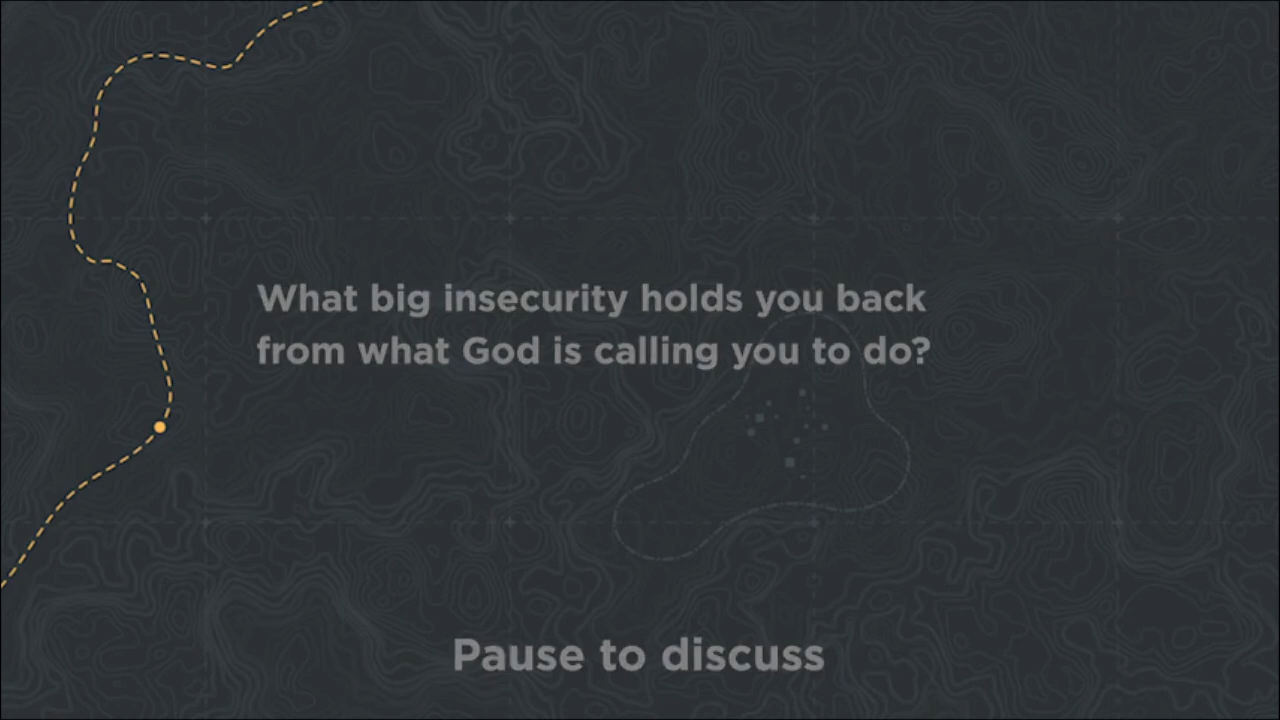 What big insecurity holds you back
from what God is calling you to do?
Pause to discuss